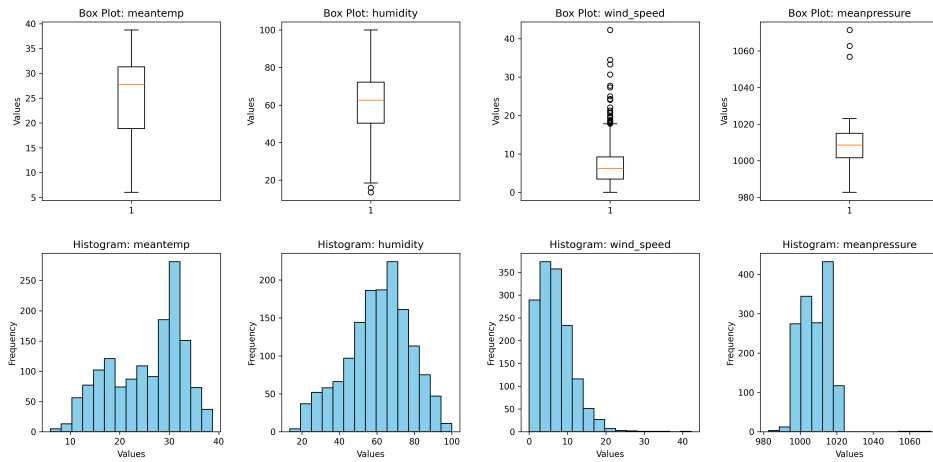 Box Plot: meantemp
Values
40
35
30
25
20
15
10
5
1
Box Plot: humidity
Values
100
80
60
40
20
1
Box Plot: wind_speed
Values
40
30
20
10
0
1
Box Plot: meanpressure
Values
1060
1040
1020
1000
980
1
Histogram: meantemp
Frequency
250
200
150
100
50
0
10 20 30 40
Values
Histogram: humidity
Frequency
200
150
100
50
0
20 40 60 80 100
Values
Histogram: wind_speed
Frequency
350
300
250
200
150
100
50
0
0 10 20 30 40
Values
Histogram: meanpressure
Frequency
400
300
200
100
0
980 1000 1020 1040 1060
Values